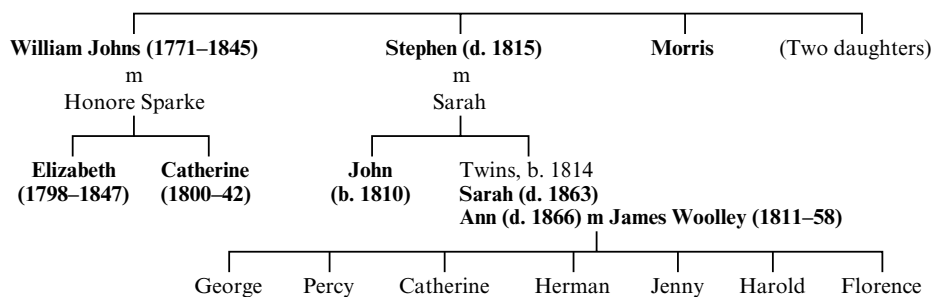 William Johns (1771–1845) Stephen (d. 1815) Morris (Two daughters)
m m
Honore Sparke Sarah
Elizabeth Catherine John Twins, b. 1814
(1798–1847) (1800–42) (b. 1810) Sarah (d. 1863)
Ann (d. 1866) m James Woolley (1811–58)
George Percy Catherine Herman Jenny Harold Florence